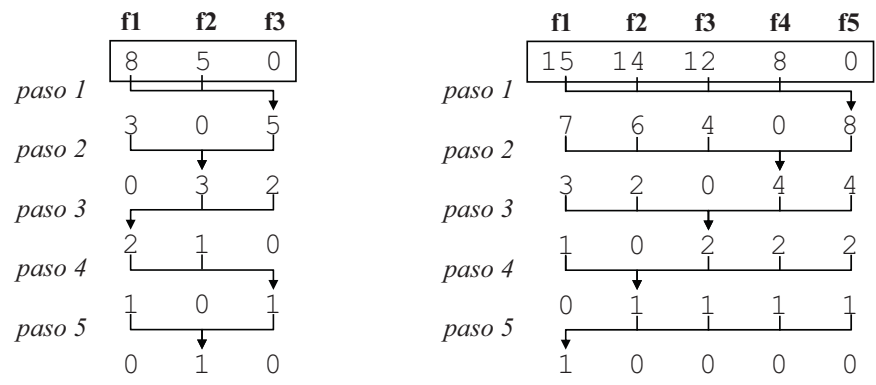 f1 f2 f3
8 5 0
paso 1
3 0 5
paso 2
0 3 2
paso 3
2 1 0
paso 4
1 0 1
paso 5
0 1 0
f1 f2 f3 f4 f5
15 14 12 8 0
paso 1
7 6 4 0 8
paso 2
3 2 0 4 4
paso 3
1 0 2 2 2
paso 4
0 1 1 1 1
paso 5
1 0 0 0 0